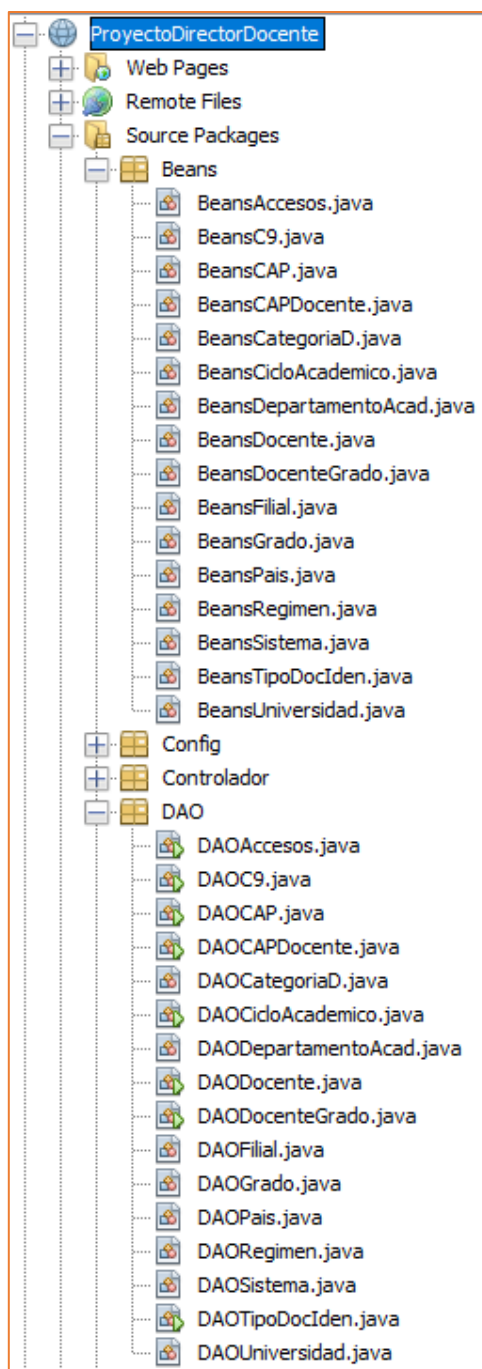 ProyectoDirectorDocente
Web Pages
Remote Files
Source Packages
Beans
BeansAccesos.java
BeansC9.java
BeansCAP.java
BeansCAPDocente.java
BeansCategoriaD.java
BeansCicloAcademico.java
BeansDepartamentoAcad.java
BeansDocente.java
BeansDocenteGrado.java
BeansFilial.java
BeansGrado.java
BeansPais.java
BeansRegimen.java
BeansSistema.java
BeansTipoDocIden.java
BeansUniversidad.java
Config
Controlador
DAO
DAOAccesos.java
DAOC9.java
DAOCAP.java
DAOCAPDocente.java
DAOCategoriaD.java
DAOCicloAcademico.java
DAODepartamentoAcad.java
DAODocente.java
DAODocenteGrado.java
DAOFilial.java
DAOGrado.java
DAOPais.java
DAORegimen.java
DAOSistema.java
DAOTipoDocIden.java
DAOUniversidad.java